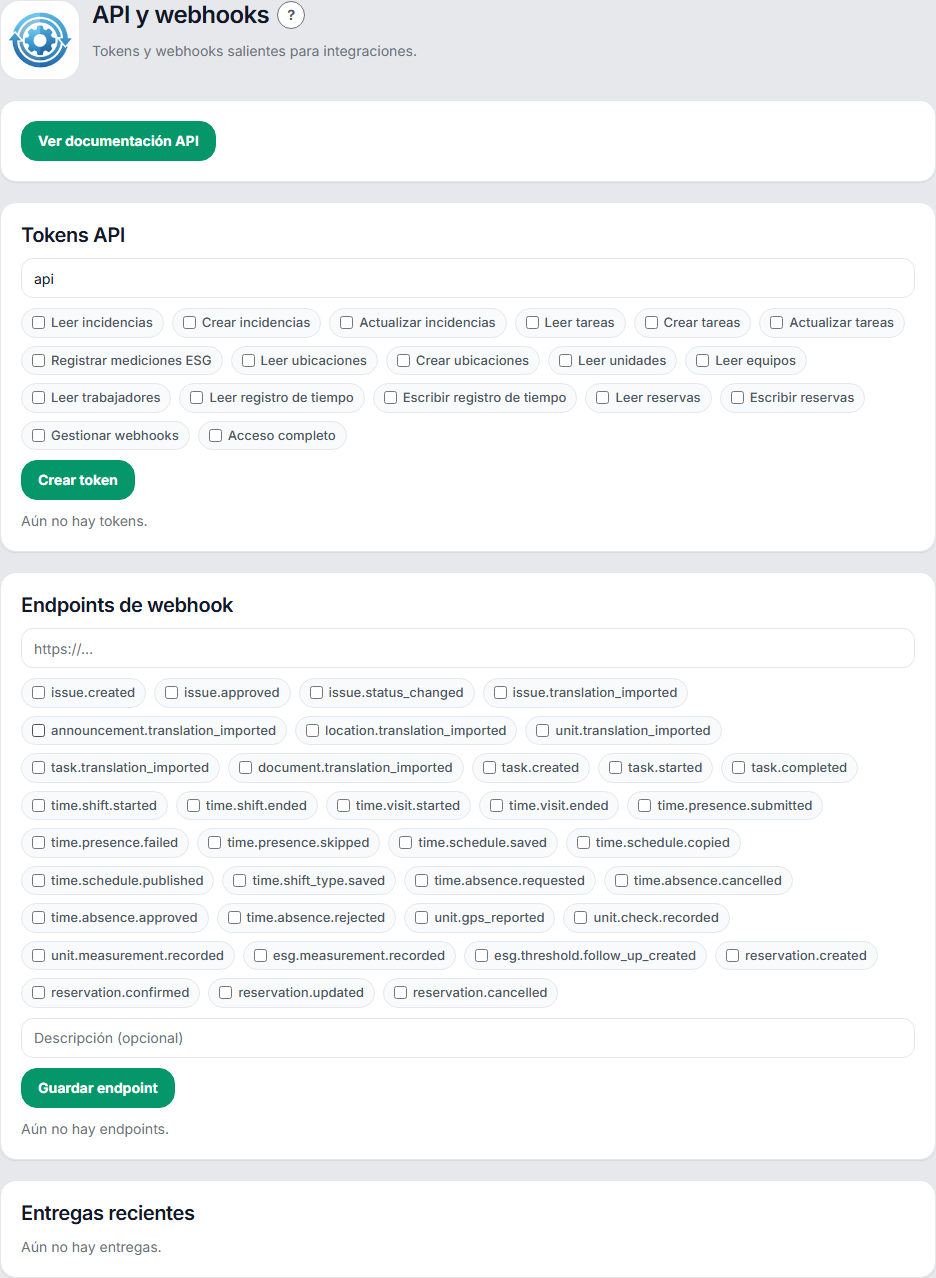 API y webhooks ?
Tokens y webhooks salientes para integraciones.
Ver documentación API
Tokens API
api
Leer incidencias Crear incidencias Actualizar incidencias Leer tareas Crear tareas Actualizar tareas
Registrar mediciones ESG Leer ubicaciones Crear ubicaciones Leer unidades Leer equipos
Leer trabajadores Leer registro de tiempo Escribir registro de tiempo Leer reservas Escribir reservas
Gestionar webhooks Acceso completo
Crear token
Aún no hay tokens.
Endpoints de webhook
https://...
issue.created issue.approved issue.status_changed issue.translation_imported
announcement.translation_imported location.translation_imported unit.translation_imported
task.translation_imported document.translation_imported task.created task.started task.completed
time.shift.started time.shift.ended time.visit.started time.visit.ended time.presence.submitted
time.presence.failed time.presence.skipped time.schedule.saved time.schedule.copied
time.schedule.published time.shift_type.saved time.absence.requested time.absence.cancelled
time.absence.approved time.absence.rejected unit.gps_reported unit.check.recorded
unit.measurement.recorded esg.measurement.recorded esg.threshold.follow_up_created reservation.created
reservation.confirmed reservation.updated reservation.cancelled
Descripción (opcional)
Guardar endpoint
Aún no hay endpoints.
Entregas recientes
Aún no hay entregas.